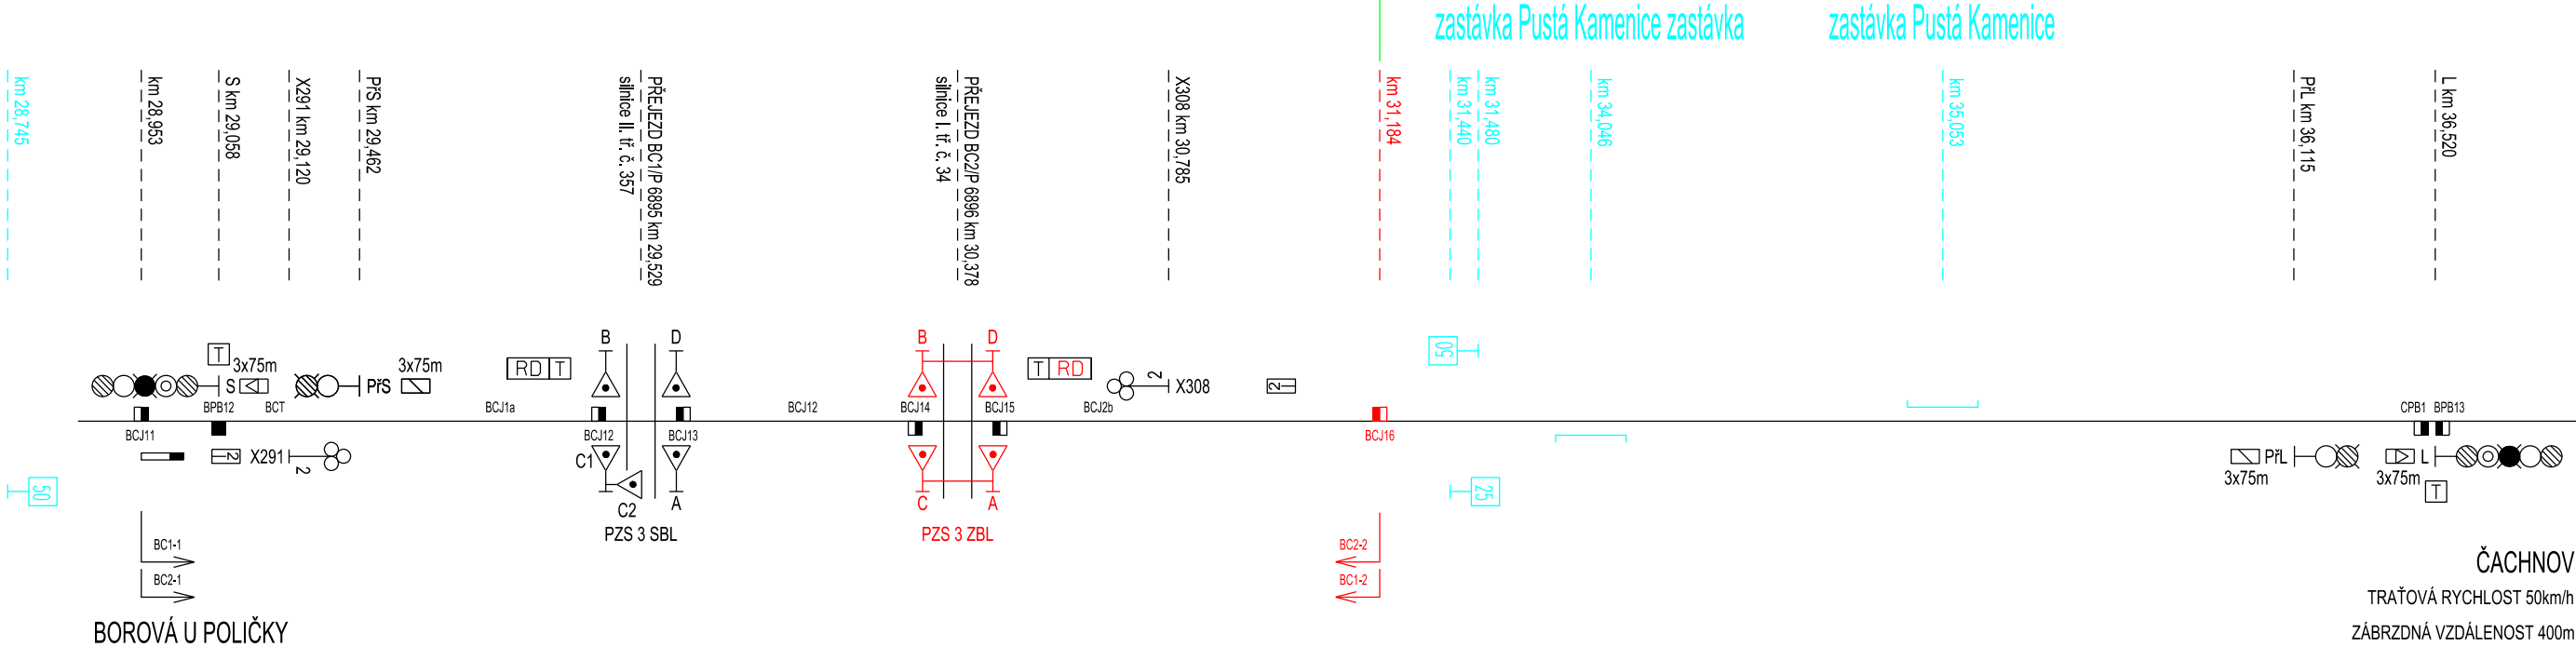 zastávka Pustá Kamenice zastávka
zastávka Pustá Kamenice
km 28,745
km 28,953
S km 29,058
X291 km 29,120
PřS km 29,462
PŘEJEZD BC1/P 6895 km 29,529
silnice II. tř. č. 357
PŘEJEZD BC2/P 6896 km 30,378
silnice I. tř. č. 34
X308 km 30,785
km 31,184
km 31,440
km 31,480
km 34,046
km 35,053
PřL km 36,115
L km 36,520
B
D
B
D
50
T
3x75m
3x75m
RD T
T RD
2
S
PřS
X308
2
BPB12
BCT
BCJ1a
BCJ12
BCJ14
BCJ15
BCJ2b
CPB1
BPB13
BCJ11
BCJ12
BCJ13
BCJ16
2
X291
2
C1
PřL
L
3x75m
3x75m
50
C2
A
C
A
25
T
PZS 3 SBL
PZS 3 ZBL
BC1-1
BC2-2
BC2-1
BC1-2
ČACHNOV
TRAŤOVÁ RYCHLOST 50km/h
BOROVÁ U POLIČKY
ZÁBRZDNÁ VZDÁLENOST 400m